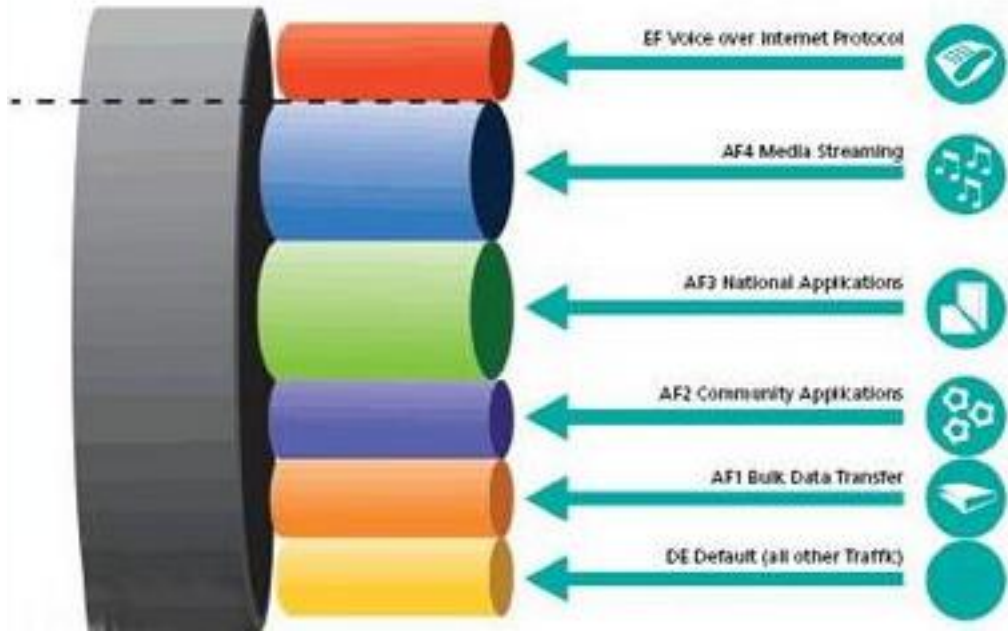 EF Voice over Internet Protocol
AF4 Media Streaming
AF3 National Applications
AF2 Community Applications
AF1 Bulk Data Transfer
DE Default (all other Traffic)